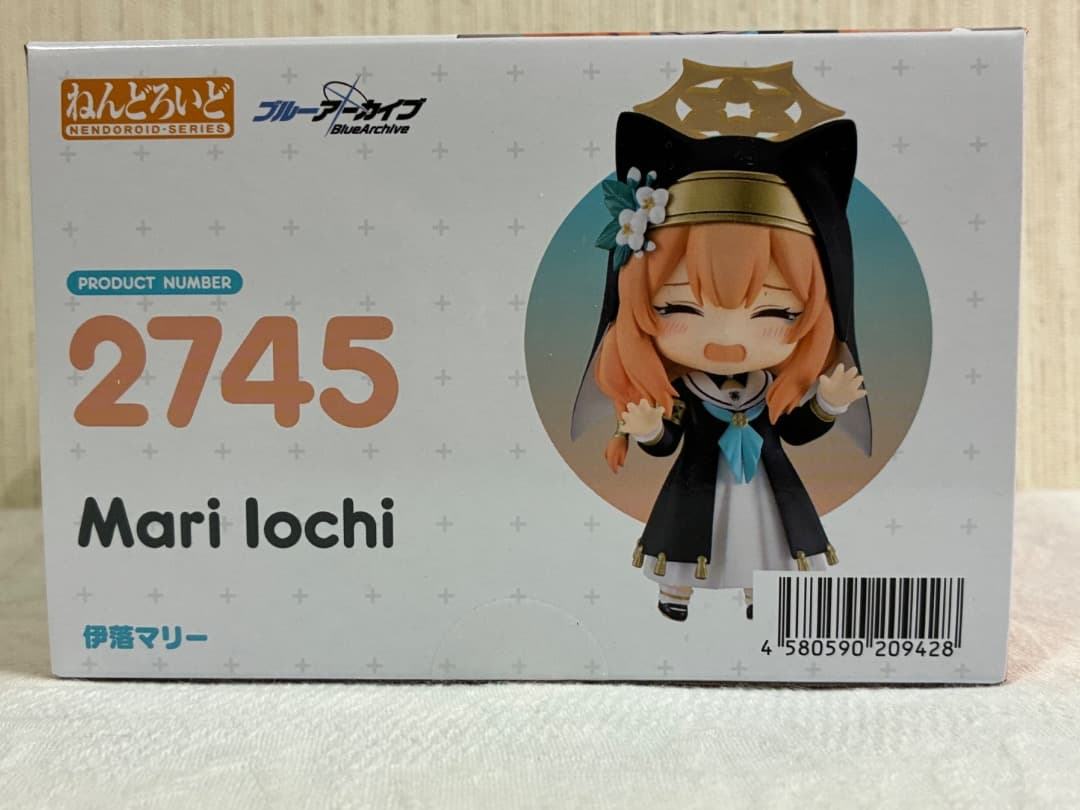 ねんどろいど
NENDOROID·SERIES
ブルーアーカイブ
BlueArchive
PRODUCT NUMBER
2745
Mari Iochi
伊落マリー
4 580590 209428